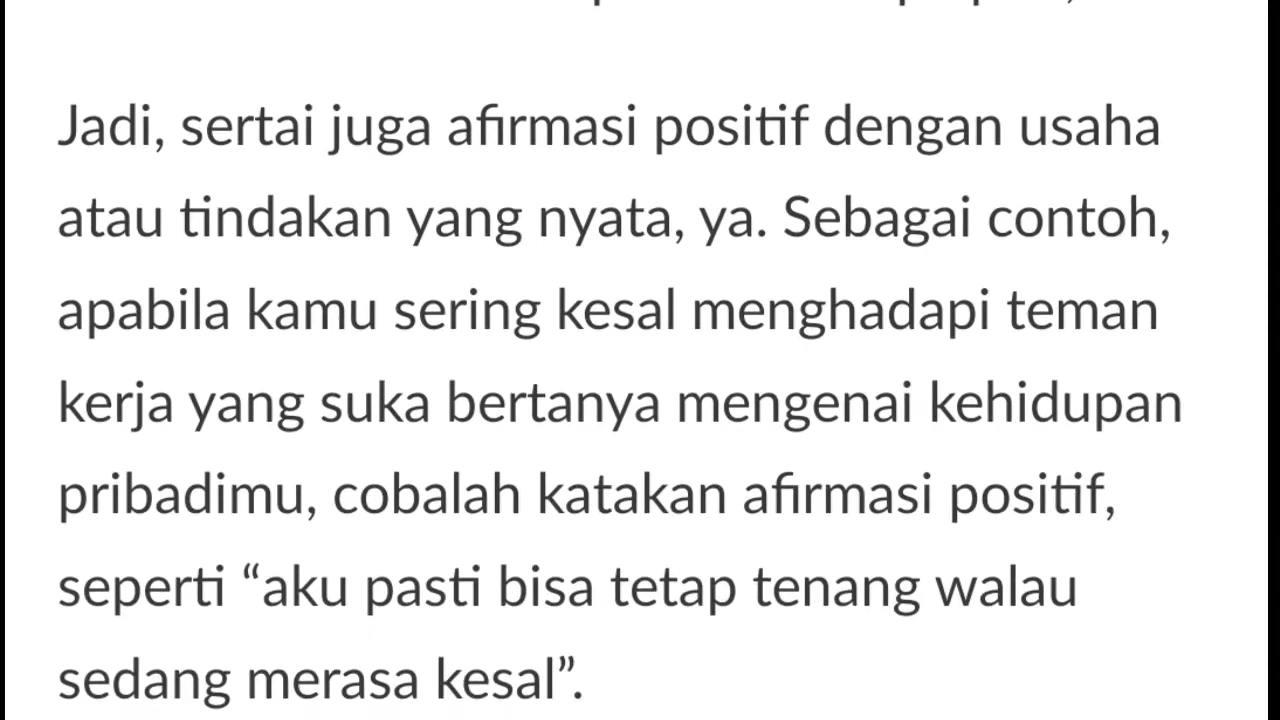 Jadi, sertai juga afirmasi positif dengan usaha
atau tindakan yang nyata, ya. Sebagai contoh,
apabila kamu sering kesal menghadapi teman
kerja yang suka bertanya mengenai kehidupan
pribadimu, cobalah katakan afirmasi positif,
seperti “aku pasti bisa tetap tenang walau
sedang merasa kesal”.